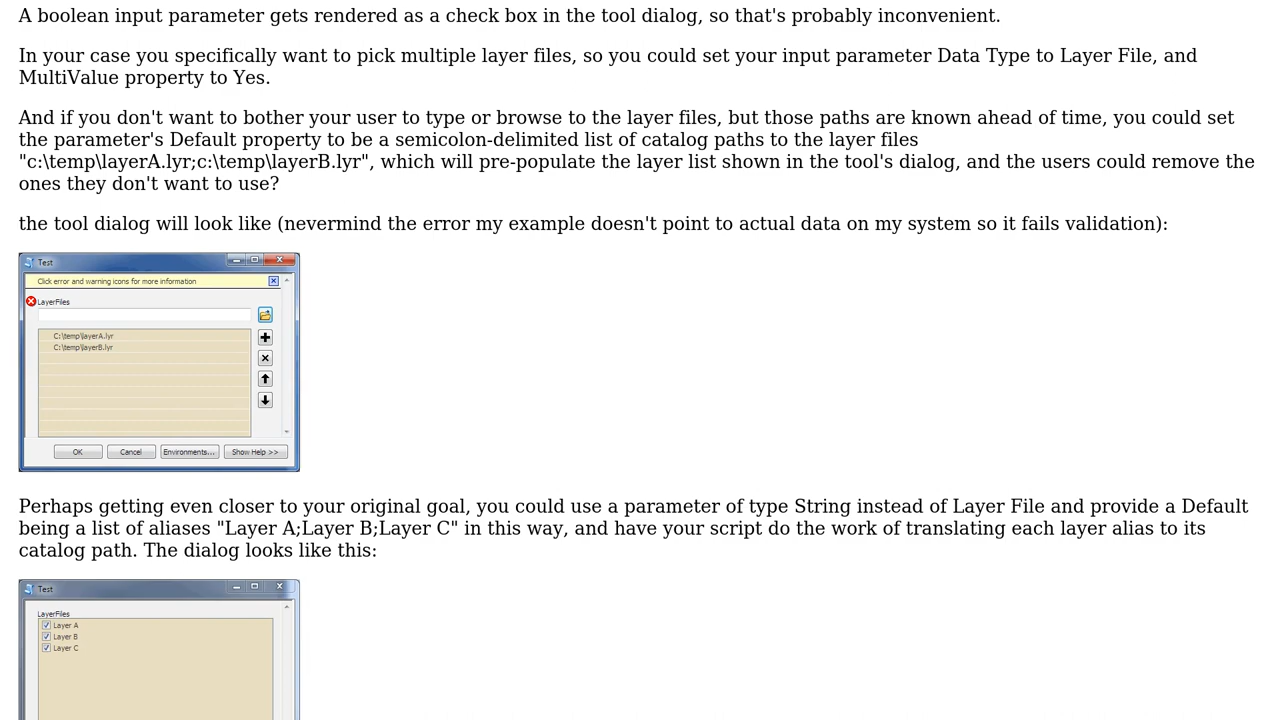 A boolean input parameter gets rendered as a check box in the tool dialog, so that's probably inconvenient.
In your case you specifically want to pick multiple layer files, so you could set your input parameter Data Type to Layer File, and
MultiValue property to Yes.
And if you don't want to bother your user to type or browse to the layer files, but those paths are known ahead of time, you could set
the parameter's Default property to be a semicolon-delimited list of catalog paths to the layer files
"c:\temp\layerA.lyr;c:\temp\layerB.lyr", which will pre-populate the layer list shown in the tool's dialog, and the users could remove the
ones they don't want to use?
the tool dialog will look like (nevermind the error my example doesn't point to actual data on my system so it fails validation):
Test
Click error and warning icons for more information
LayerFiles
C:\temp\layerA.lyr
C:\temp\layerB.lyr
OK Cancel Environments... Show Help >>
Perhaps getting even closer to your original goal, you could use a parameter of type String instead of Layer File and provide a Default
being a list of aliases "Layer A;Layer B;Layer C" in this way, and have your script do the work of translating each layer alias to its
catalog path. The dialog looks like this:
Test
LayerFiles
Layer A
Layer B
Layer C